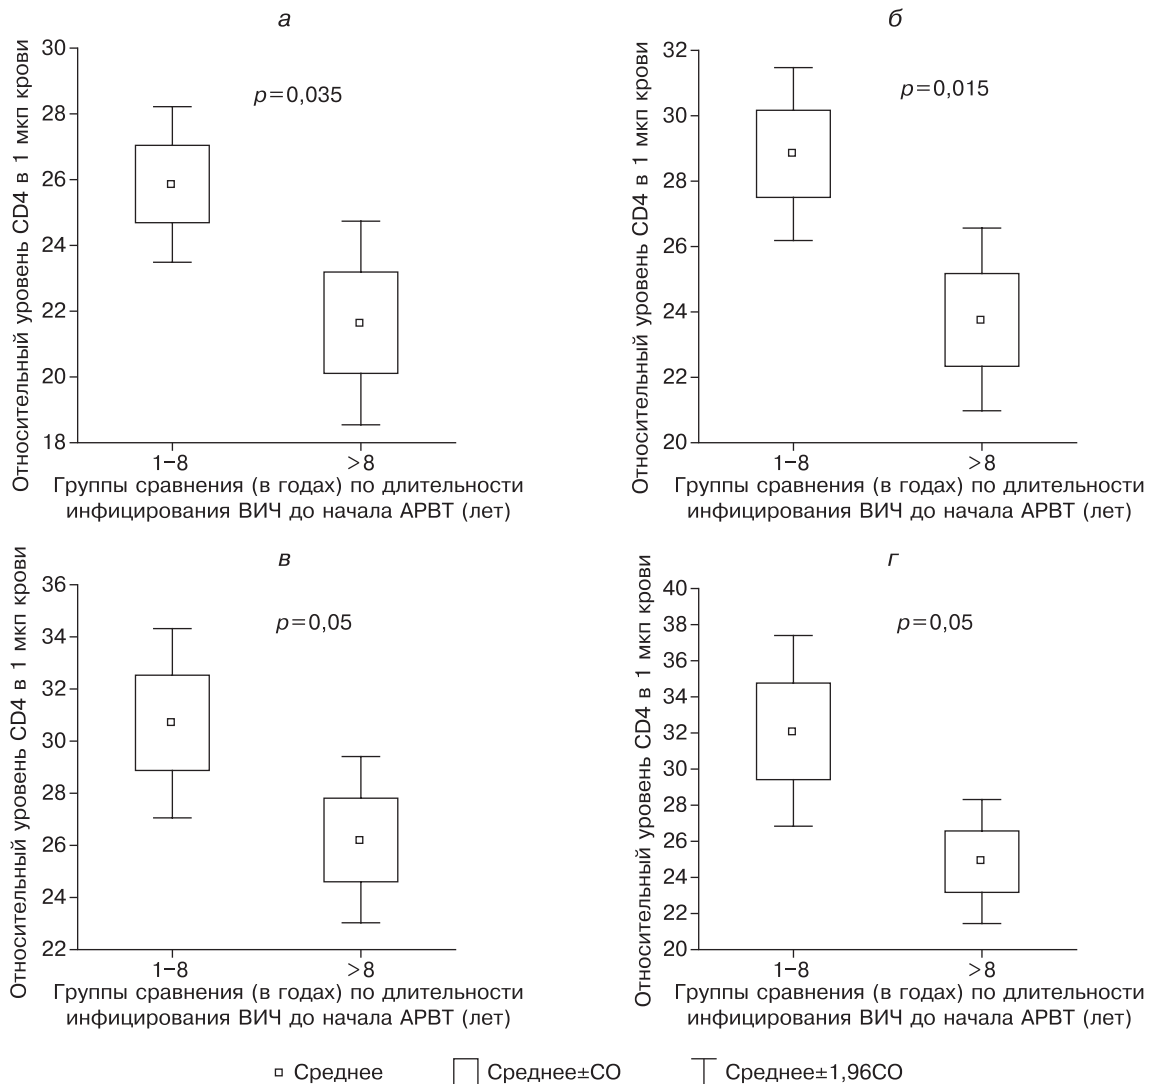 а
Относительный уровень CD4 в 1 мкл крови
30
28
26
24
22
20
18
p=0,035
1–8
>8
Группы сравнения (в годах) по длительности
инфицирования ВИЧ до начала АРВТ (лет)
б
Относительный уровень CD4 в 1 мкл крови
32
30
28
26
24
22
20
p=0,015
1–8
>8
Группы сравнения (в годах) по длительности
инфицирования ВИЧ до начала АРВТ (лет)
в
Относительный уровень CD4 в 1 мкл крови
36
34
32
30
28
26
24
22
p=0,05
1–8
>8
Группы сравнения (в годах) по длительности
инфицирования ВИЧ до начала АРВТ (лет)
г
Относительный уровень CD4 в 1 мкл крови
40
38
36
34
32
30
28
26
24
22
20
p=0,05
1–8
>8
Группы сравнения (в годах) по длительности
инфицирования ВИЧ до начала АРВТ (лет)
Среднее Среднее±СО Среднее±1,96СО